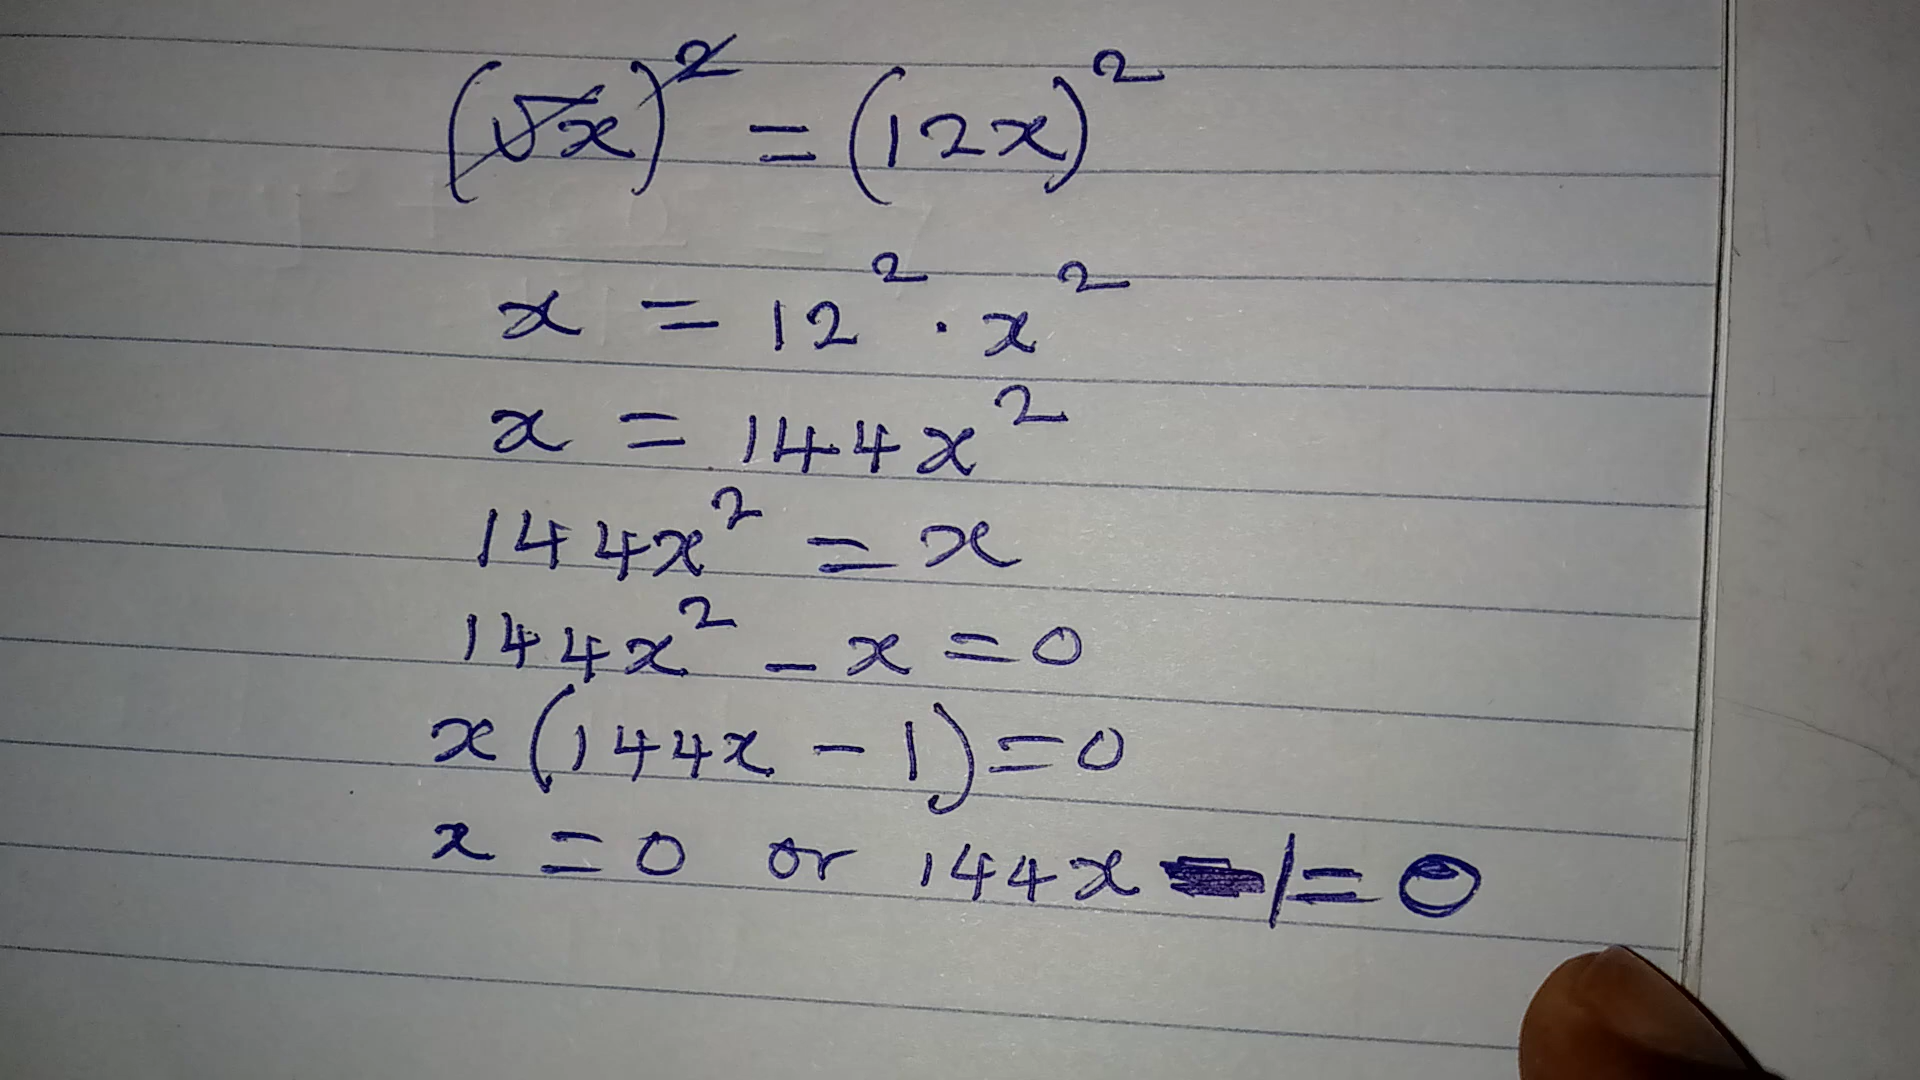 (√x)² = (12x)²
x = 12² · x²
x = 144x²
144x² = x
144x² - x = 0
x(144x - 1) = 0
x = 0 or 144x - 1 = 0